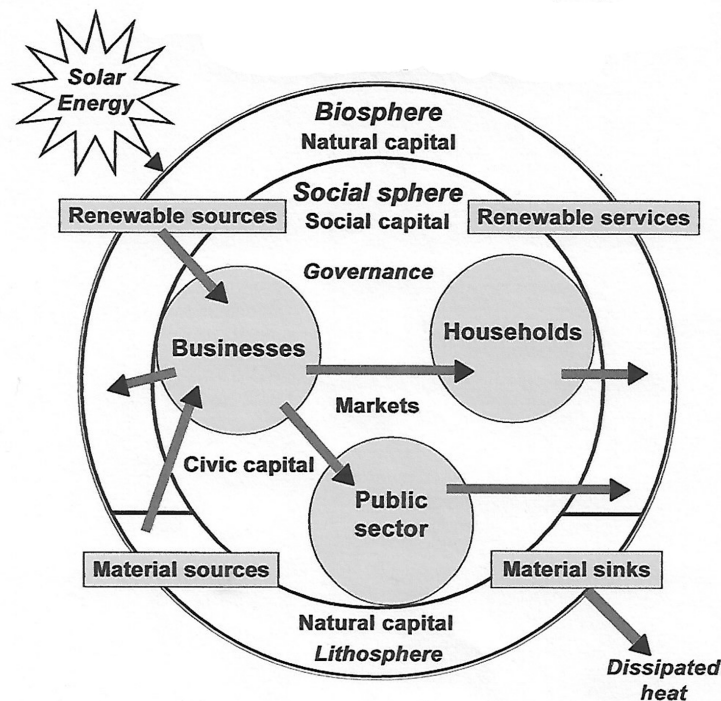 Solar
Energy
Biosphere
Natural capital
Social sphere
Social capital
Renewable sources
Renewable services
Governance
Businesses
Households
Markets
Civic capital
Public
sector
Material sources
Material sinks
Natural capital
Lithosphere
Dissipated
heat